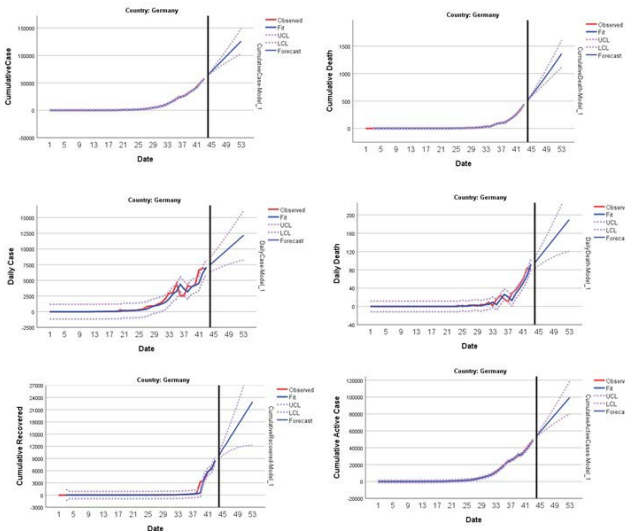 Country: Germany
CumulativeCase
150000
100000
50000
0
-50000
1 5 9 13 17 21 25 29 33 37 41 45 49 53
Date
Observed
Fit
UCL
LCL
Forecast
CumulativeCase-Model_1
Country: Germany
Cumulative Death
1500
1000
500
0
1 5 9 13 17 21 25 29 33 37 41 45 49 53
Date
Observed
Fit
UCL
LCL
Forecast
CumulativeDeath-Model_1
Country: Germany
Daily Case
15000
12500
10000
7500
5000
2500
0
-2500
1 5 9 13 17 21 25 29 33 37 41 45 49 53
Date
Observed
Fit
UCL
LCL
Forecast
DailyCase-Model_1
Country: Germany
Daily Death
200
160
120
80
40
0
-40
1 5 9 13 17 21 25 29 33 37 41 45 49 53
Date
Observ
Fit
UCL
LCL
Foreca
DailyDeath-Model_1
Country: Germany
Cumulative Recovered
27000
24000
21000
18000
15000
12000
9000
6000
3000
0
-3000
1 5 9 13 17 21 25 29 33 37 41 45 49 53
Date
Observed
Fit
UCL
LCL
Forecast
CumulativeRecovered-Model_1
Country: Germany
Cumulative Active Case
120000
100000
80000
60000
40000
20000
0
-20000
1 5 9 13 17 21 25 29 33 37 41 45 49 53
Date
Observ
Fit
UCL
LCL
Foreca